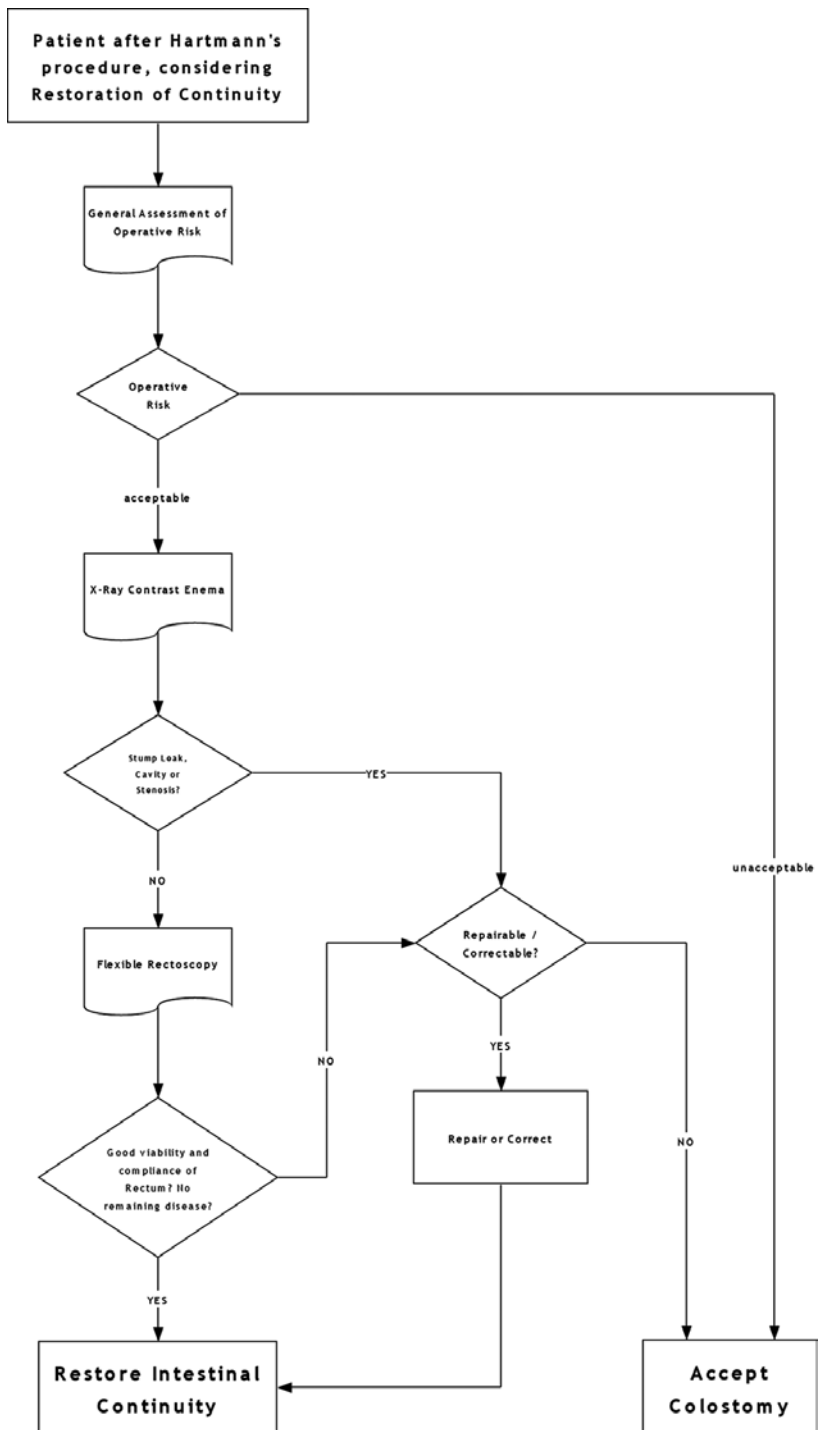 Patient after Hartmann's
procedure, considering
Restoration of Continuity
General Assessment of
Operative Risk
Operative
Risk
acceptable
X-Ray Contrast Enema
Stump Leak,
Cavity or
Stenosis?
YES
unacceptable
NO
Repairable /
Correctable?
Flexible Rectoscopy
YES
NO
Repair or Correct
NO
Good viability and
compliance of
Rectum? No
remaining disease?
YES
Restore Intestinal
Continuity
Accept
Colostomy